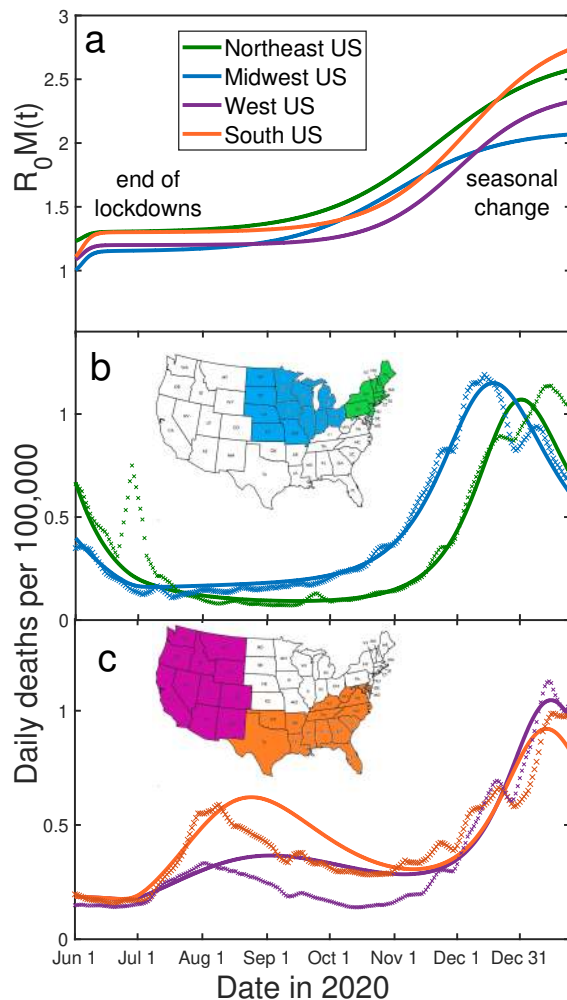 a
Northeast US
Midwest US
West US
South US
3
2.5
2
1.5
1
R0M(t)
end of
lockdowns
seasonal
change
b
1
0.5
0
Daily deaths per 100,000
c
1
0.5
0
Jun 1 Jul 1 Aug 1 Sep 1 Oct 1 Nov 1 Dec 1 Dec 31
Date in 2020